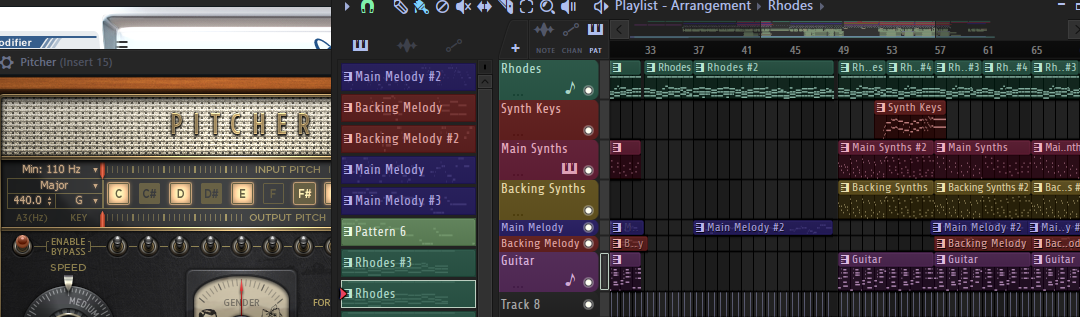 odifier
Pitcher (Insert 15)
PITCHER
Min: 110 Hz
INPUT PITCH
Major
440.0
G
C
C#
D
D#
E
F
F#
A3(Hz)
KEY
OUTPUT PITCH
ENABLE
BYPASS
SPEED
MEDIUM
GENDER
FOR
Main Melody #2
Backing Melody
Backing Melody #2
Main Melody
Main Melody #3
Pattern 6
Rhodes #3
Rhodes
Playlist - Arrangement
Rhodes
NOTE
CHAN
PAT
33
37
41
45
49
53
57
61
65
Rhodes
Rhodes
Rhodes #2
Rh..es
Rh..#4
Rh..#3
Rh..#4
Rh..#3
Synth Keys
Synth Keys
Main Synths
Main Synths #2
Main Synths
Mai..nth
Backing Synths
Backing Synths
Backing Synths #2
Bac..s #
Main Melody
Main Melody #2
Main Melody #2
Mai..y #
Backing Melody
B...y
Backing Melody
Bac..od
Guitar
Guitar
Guitar
Guitar
Track 8